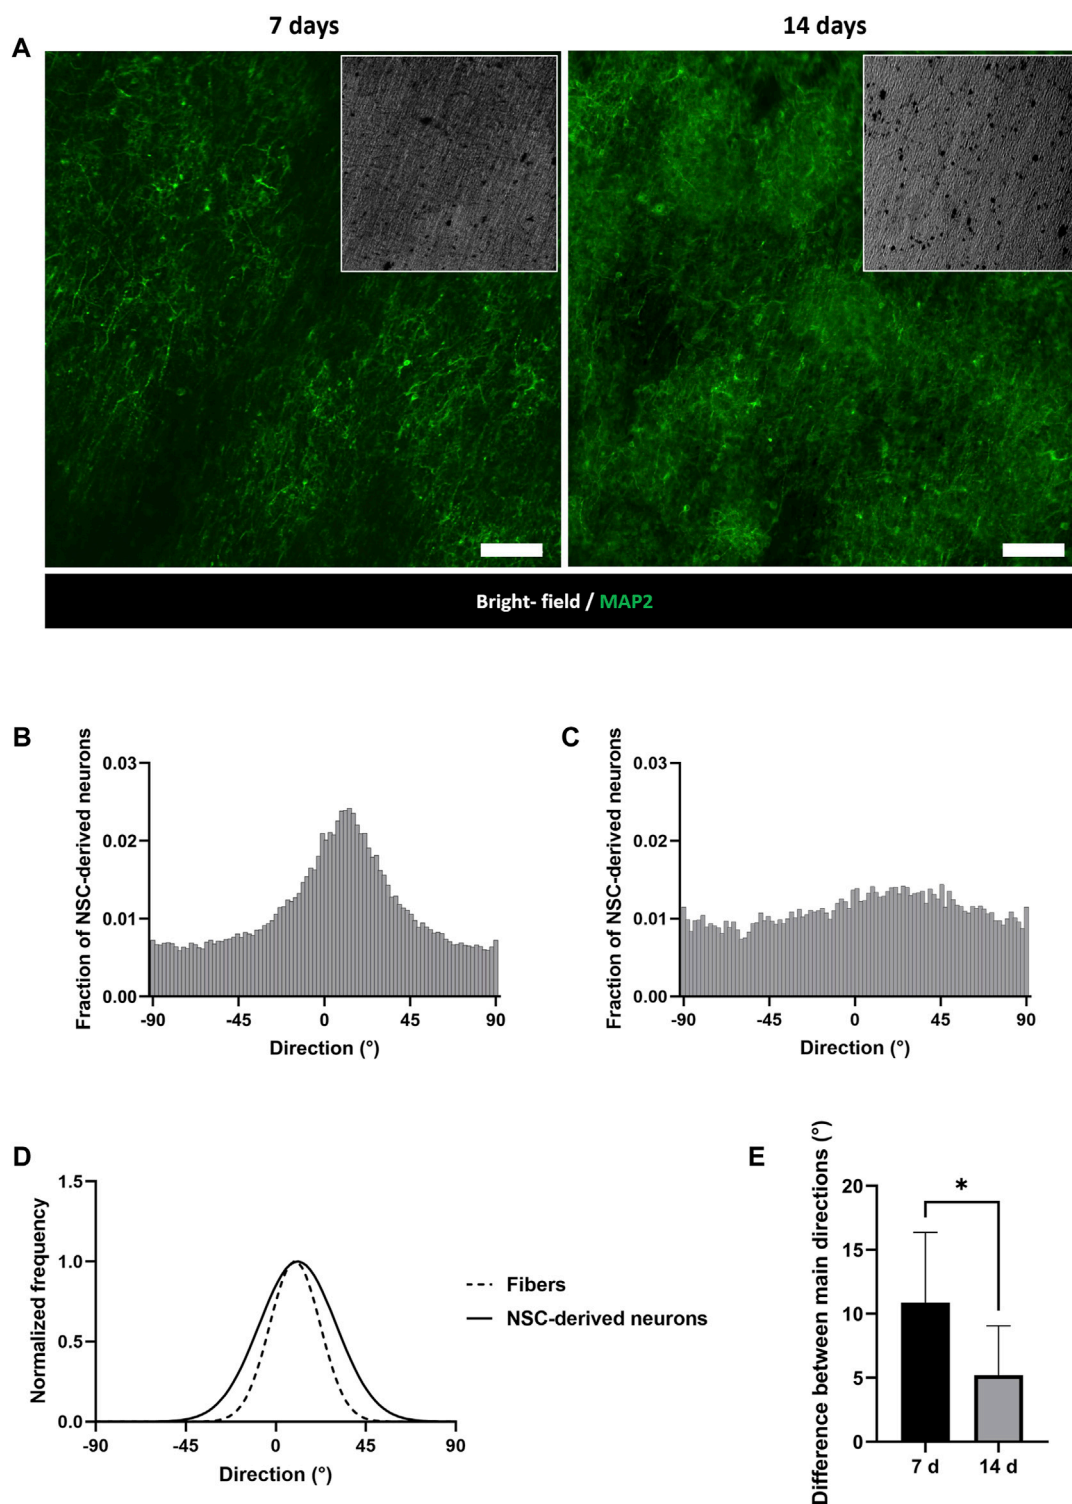 7 days
14 days
A
Bright- field / MAP2
B
Fraction of NSC-derived neurons
0.03
0.02
0.01
0.00
-90
-45
0
45
90
Direction (°)
C
Fraction of NSC-derived neurons
0.03
0.02
0.01
0.00
-90
-45
0
45
90
Direction (°)
D
Normalized frequency
1.5
1.0
0.5
0.0
-90
-45
0
45
90
Direction (°)
Fibers
NSC-derived neurons
E
Difference between main directions (°)
20
15
10
5
0
*
7 d
14 d